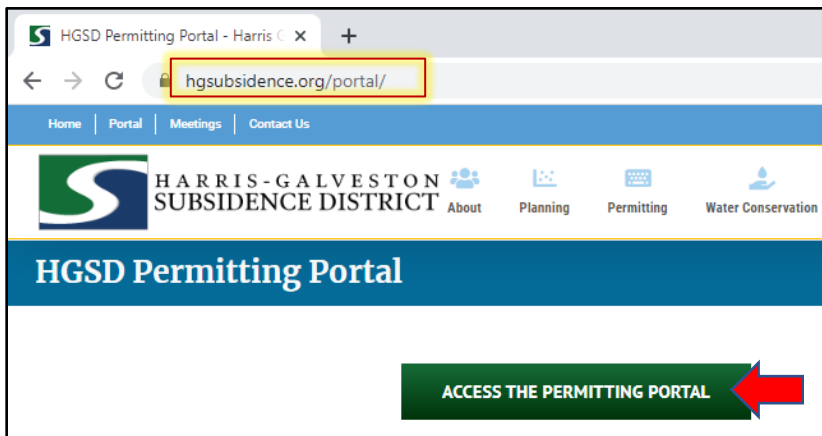 HGSD Permitting Portal - Harris G
hgsubsidence.org/portal/
Home Portal Meetings Contact Us
HARRIS-GALVESTON
SUBSIDENCE DISTRICT
About Planning Permitting Water Conservation
HGSD Permitting Portal
ACCESS THE PERMITTING PORTAL